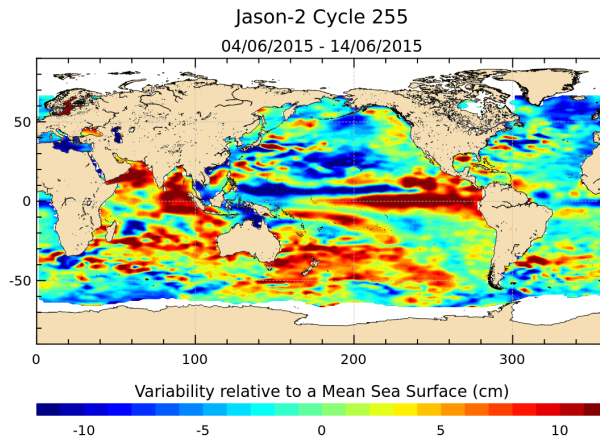 Jason-2 Cycle 255
04/06/2015 - 14/06/2015
50
0
-50
0 100 200 300
Variability relative to a Mean Sea Surface (cm)
-10 -5 0 5 10